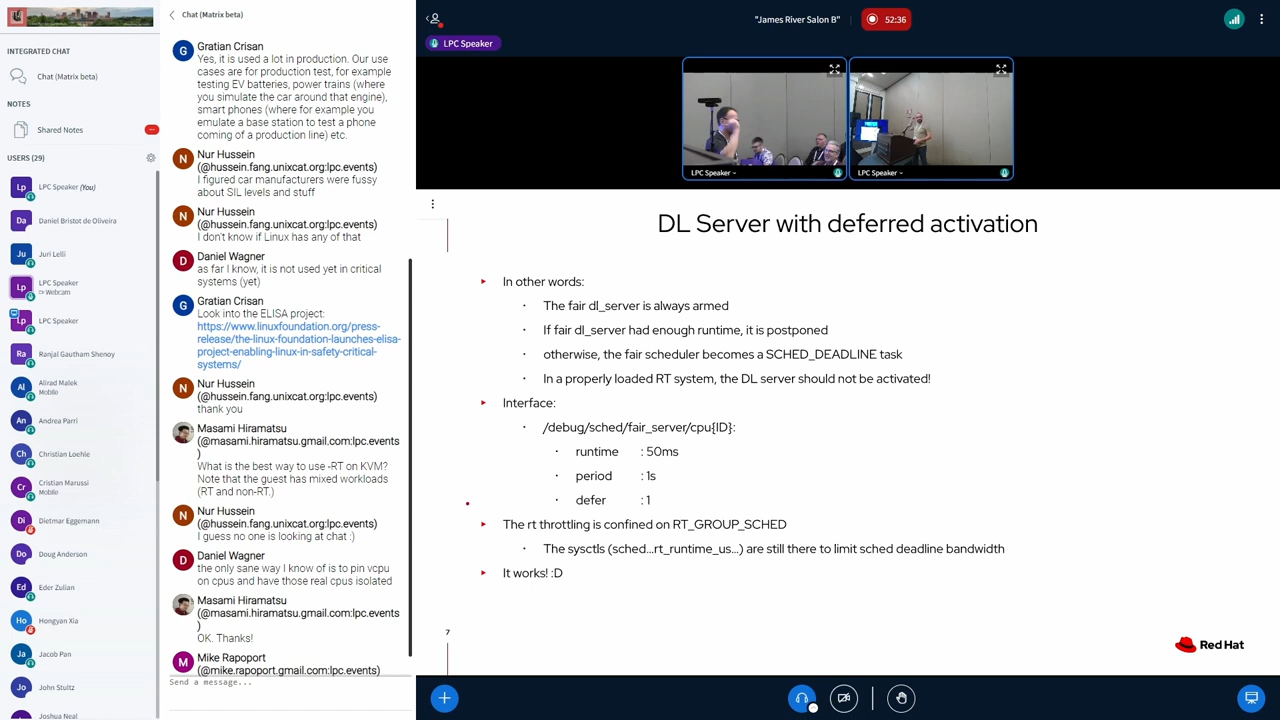 INTEGRATED CHAT
Chat (Matrix beta)
NOTES
Shared Notes
USERS (29)
Lp
LPC Speaker (You)
Da
Daniel Bristot de Oliveira
Ju
Juri Lelli
Lp
LPC Speaker
Webcam
Lp
LPC Speaker
Ra
Ranjal Gautham Shenoy
Al
Alirad Malek
Mobile
An
Andrea Parri
Ch
Christian Loehle
Cr
Cristian Marussi
Mobile
Di
Dietmar Eggemann
Do
Doug Anderson
Ed
Eder Zulian
Ho
Hongyan Xia
Ja
Jacob Pan
Jo
John Stultz
Joshua Neal
Chat (Matrix beta)
G
Gratian Crisan
Yes, it is used a lot in production. Our use
cases are for production test, for example
testing EV batteries, power trains (where
you simulate the car around that engine),
smart phones (where for example you
emulate a base station to test a phone
coming of a production line) etc.
N
Nur Hussein
(@hussein.fang.unixcat.org:lpc.events)
I figured car manufacturers were fussy
about SIL levels and stuff
N
Nur Hussein
(@hussein.fang.unixcat.org:lpc.events)
I don't know if Linux has any of that
D
Daniel Wagner
as far I know, it is not used yet in critical
systems (yet)
G
Gratian Crisan
Look into the ELISA project:
https://www.linuxfoundation.org/press-
release/the-linux-foundation-launches-elisa-
project-enabling-linux-in-safety-critical-
systems/
N
Nur Hussein
(@hussein.fang.unixcat.org:lpc.events)
thank you
Masami Hiramatsu
(@masami.hiramatsu.gmail.com:lpc.events
)
What is the best way to use -RT on KVM?
Note that the guest has mixed workloads
(RT and non-RT.)
N
Nur Hussein
(@hussein.fang.unixcat.org:lpc.events)
I guess no one is looking at chat :)
D
Daniel Wagner
the only sane way I know of is to pin vcpu
on cpus and have those real cpus isolated
Masami Hiramatsu
(@masami.hiramatsu.gmail.com:lpc.events
)
OK. Thanks!
M
Mike Rapoport
(@mike.rapoport.gmail.com:lpc.events)
Send a message...
"James River Salon B"
52:36
LPC Speaker
LPC Speaker
LPC Speaker
DL Server with deferred activation
In other words:
The fair dl_server is always armed
If fair dl_server had enough runtime, it is postponed
otherwise, the fair scheduler becomes a SCHED_DEADLINE task
In a properly loaded RT system, the DL server should not be activated!
Interface:
/debug/sched/fair_server/cpu{ID}:
runtime : 50ms
period : 1s
defer : 1
The rt throttling is confined on RT_GROUP_SCHED
The sysctls (sched...rt_runtime_us...) are still there to limit sched deadline bandwidth
It works! :D
7
Red Hat